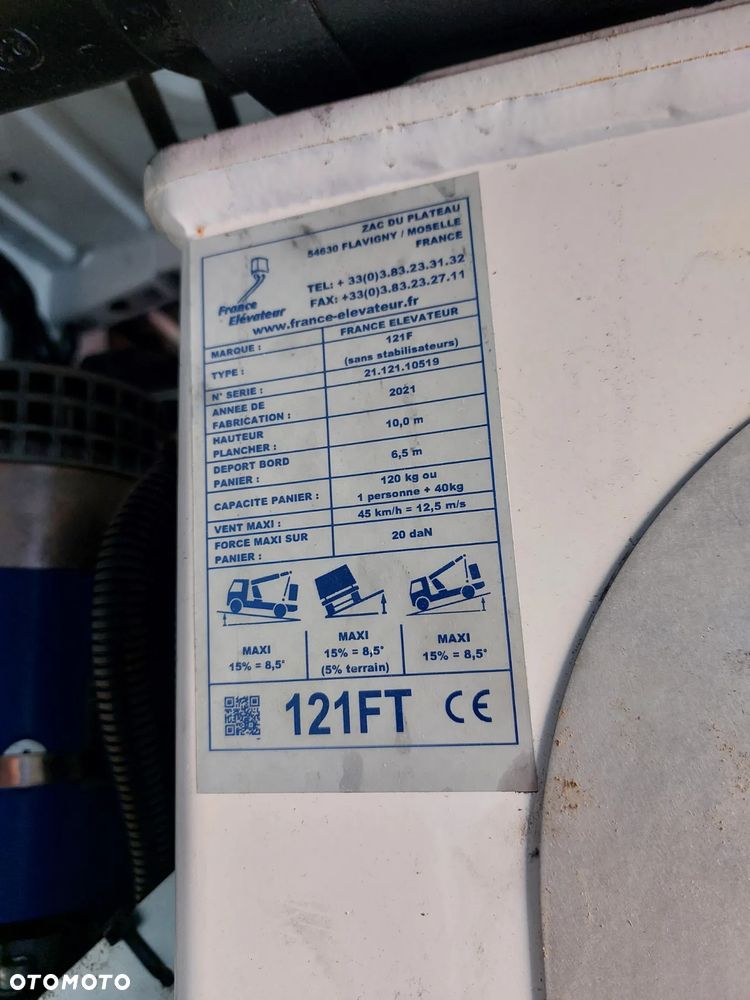 ZAC DU PLATEAU
54630 FLAVIGNY / MOSELLE
FRANCE
France
Elévateur
TEL: + 33(0)3.83.23.31.32
FAX: +33(0)3.83.23.27.11
www.france-elevateur.fr
MARQUE : FRANCE ELEVATEUR
TYPE : 121F
(sans stabilisateurs)
N° SERIE : 21.121.10519
ANNEE DE
FABRICATION : 2021
HAUTEUR
PLANCHER : 10,0 m
DEPORT BORD
PANIER : 6,5 m
CAPACITE PANIER : 120 kg ou
1 personne + 40kg
VENT MAXI : 45 km/h = 12,5 m/s
FORCE MAXI SUR
PANIER : 20 daN
MAXI
15% = 8,5°
MAXI
15% = 8,5°
(5% terrain)
MAXI
15% = 8,5°
121FT CE
OTOMOTO